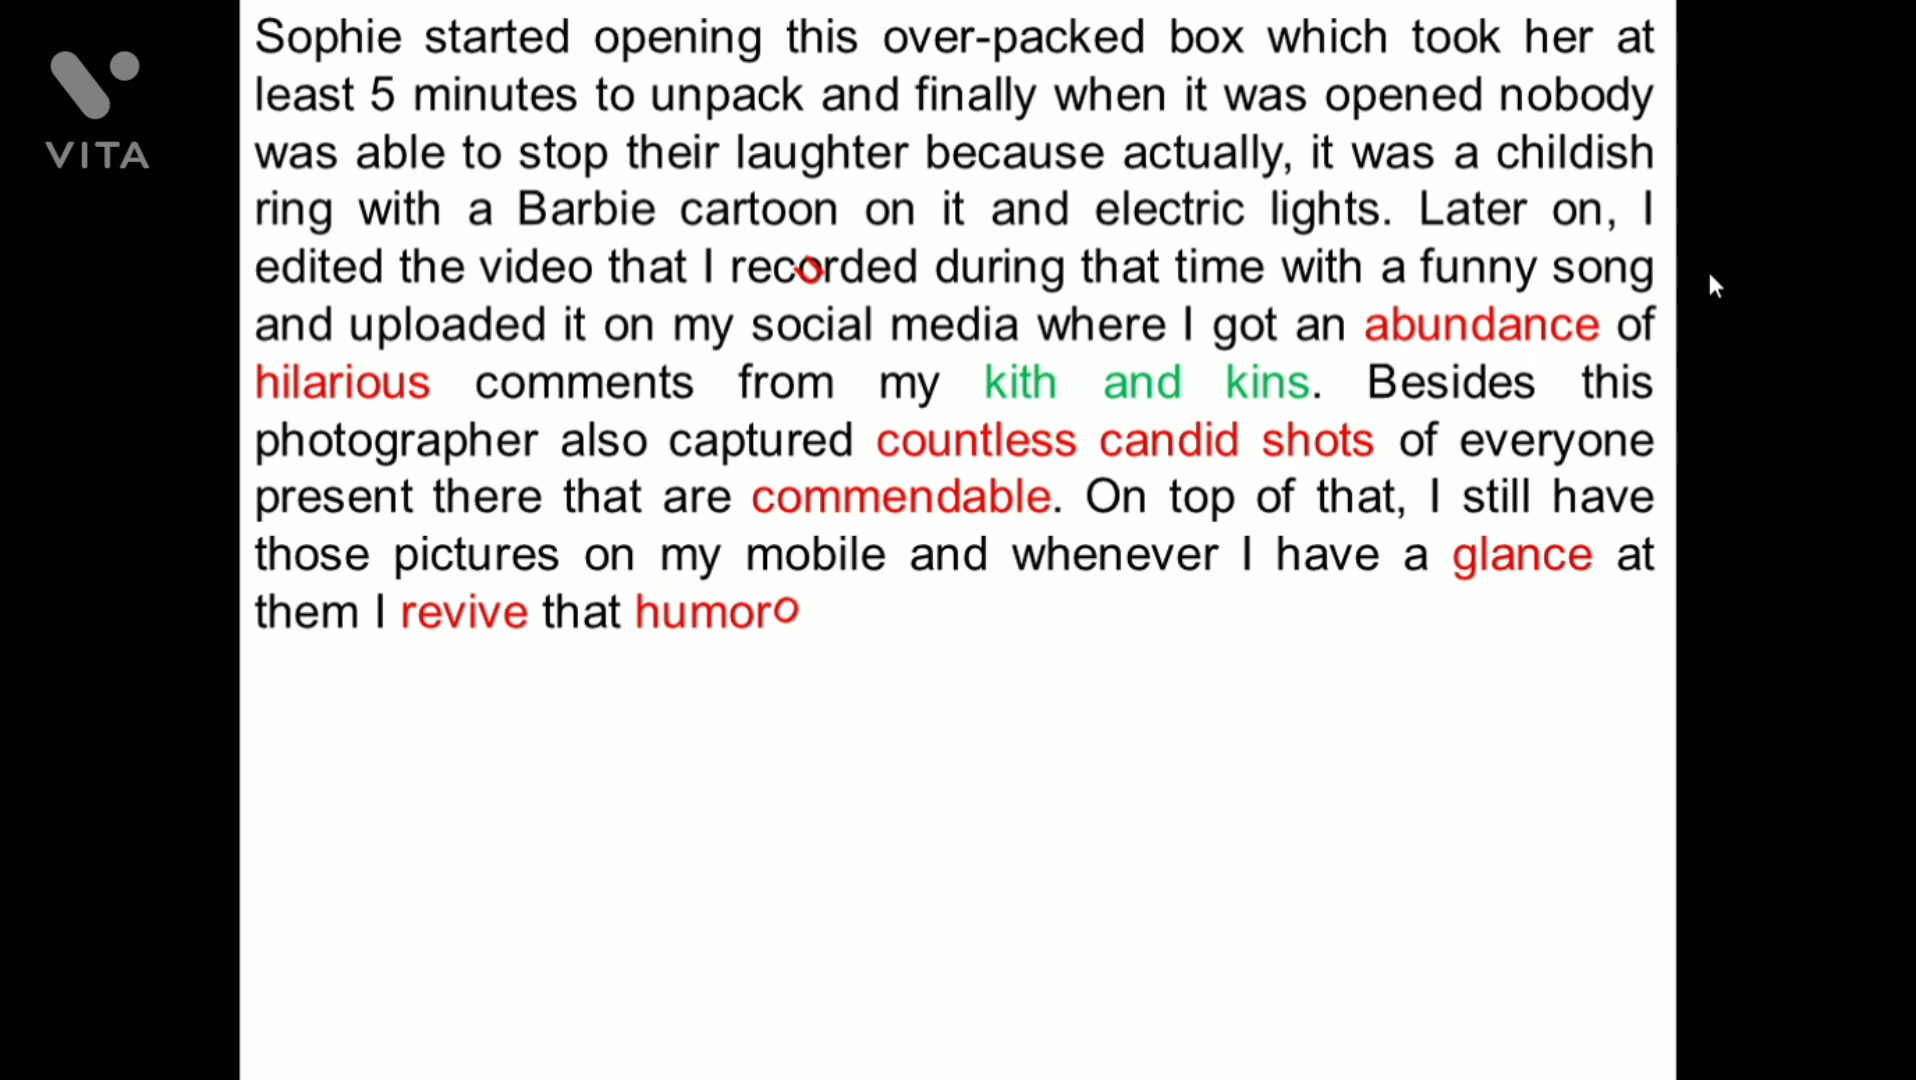 VITA
Sophie started opening this over-packed box which took her at
least 5 minutes to unpack and finally when it was opened nobody
was able to stop their laughter because actually, it was a childish
ring with a Barbie cartoon on it and electric lights. Later on, I
edited the video that I recorded during that time with a funny song
and uploaded it on my social media where I got an abundance of
hilarious comments from my kith and kins. Besides this
photographer also captured countless candid shots of everyone
present there that are commendable. On top of that, I still have
those pictures on my mobile and whenever I have a glance at
them I revive that humoro